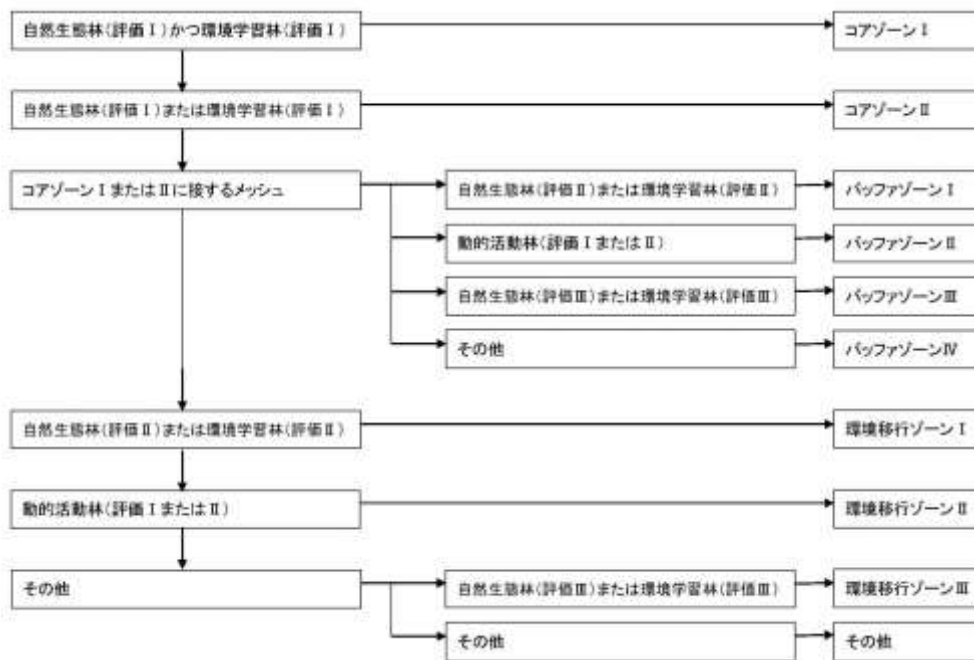 自然生態林(評価Ⅰ)かつ環境学習林(評価Ⅰ)
コアゾーンⅠ
自然生態林(評価Ⅰ)または環境学習林(評価Ⅰ)
コアゾーンⅡ
コアゾーンⅠまたはⅡに接するメッシュ
自然生態林(評価Ⅱ)または環境学習林(評価Ⅱ)
バッファゾーンⅠ
動的活動林(評価ⅠまたはⅡ)
バッファゾーンⅡ
自然生態林(評価Ⅲ)または環境学習林(評価Ⅲ)
バッファゾーンⅢ
その他
バッファゾーンⅣ
自然生態林(評価Ⅱ)または環境学習林(評価Ⅱ)
環境移行ゾーンⅠ
動的活動林(評価ⅠまたはⅡ)
環境移行ゾーンⅡ
その他
自然生態林(評価Ⅲ)または環境学習林(評価Ⅲ)
環境移行ゾーンⅢ
その他
その他